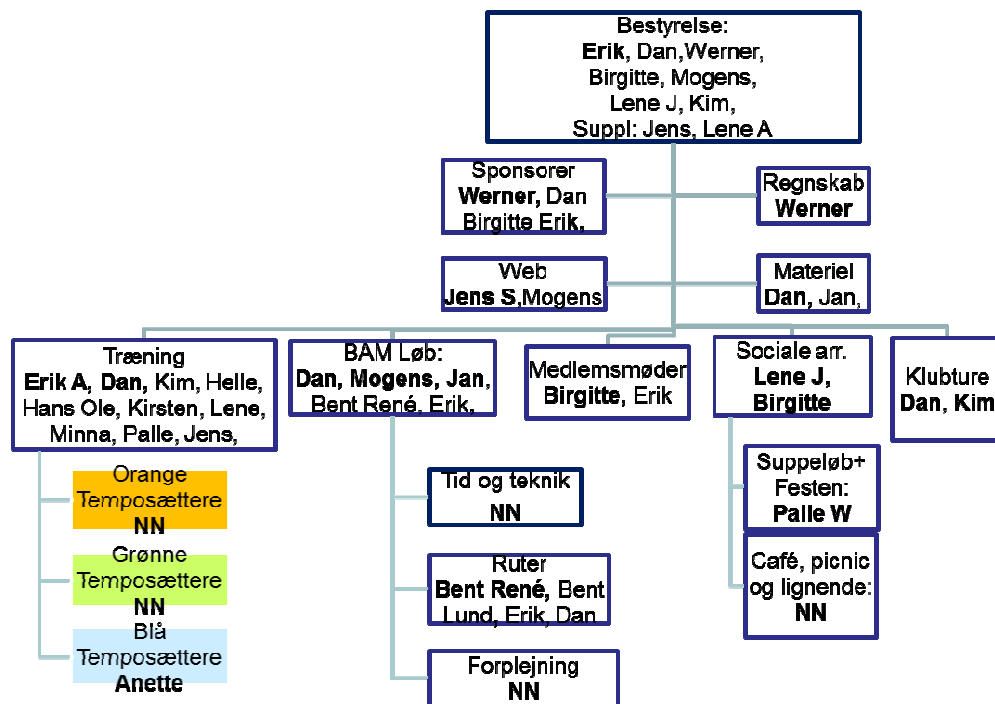 Bestyrelse:
Erik, Dan,Werner,
Birgitte, Mogens,
Lene J, Kim,
Suppl: Jens, Lene A
Sponsorer
Werner, Dan
Birgitte Erik,
Regnskab
Werner
Web
Jens S,Mogens
Materiel
Dan, Jan,
Træning
Erik A, Dan, Kim, Helle,
Hans Ole, Kirsten, Lene,
Minna, Palle, Jens,
BAM Løb:
Dan, Mogens, Jan,
Bent René, Erik,
Medlemsmøder
Birgitte, Erik
Sociale arr.
Lene J,
Birgitte
Klubture
Dan, Kim
Orange
Temposættere
NN
Grønne
Temposættere
NN
Blå
Temposættere
Anette
Tid og teknik
NN
Ruter
Bent René, Bent
Lund, Erik, Dan
Forplejning
NN
Suppeløb+
Festen:
Palle W
Café, picnic
og lignende:
NN